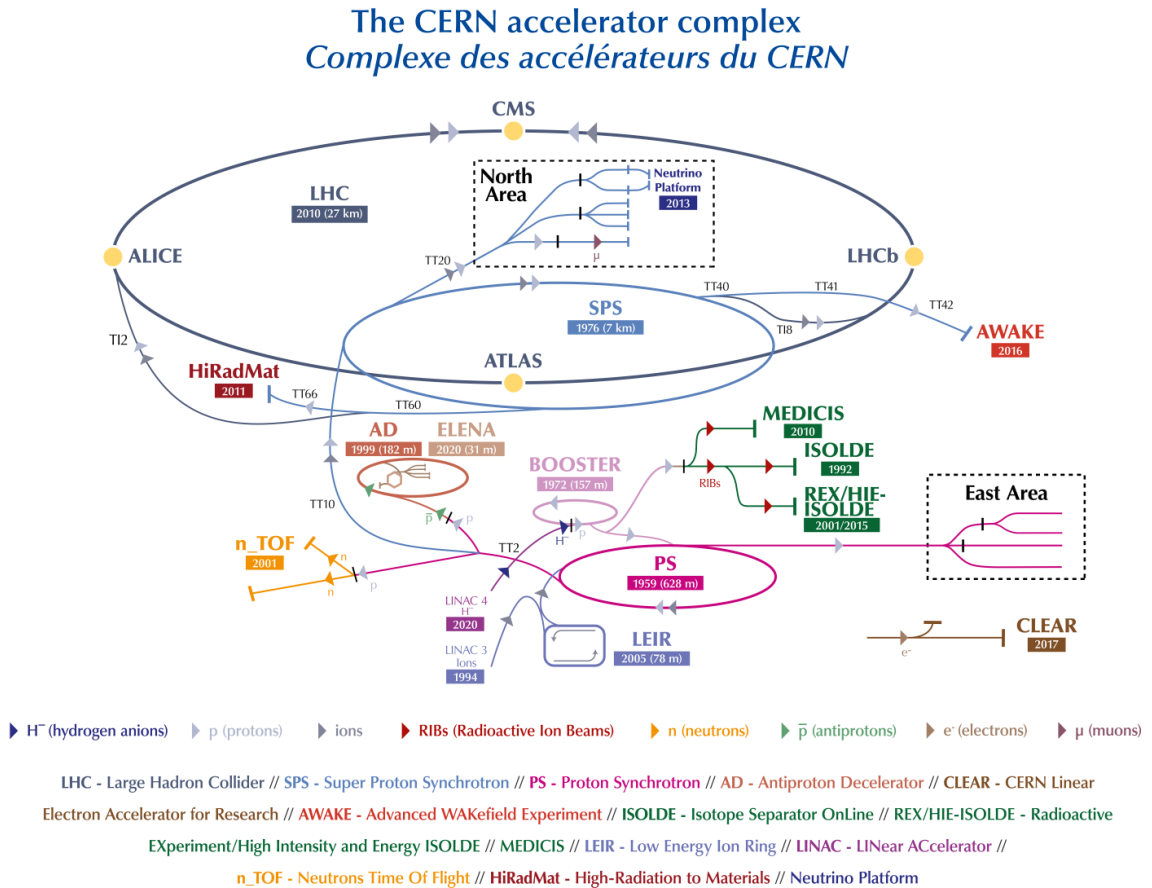 The CERN accelerator complex
Complexe des accélérateurs du CERN
CMS
North
Area
Neutrino
Platform
2013
LHC
2010 (27 km)
μ
ALICE
LHCb
TT20
TT40
TT41
TT42
SPS
1976 (7 km)
TI8
AWAKE
2016
TI2
ATLAS
HiRadMat
2011
TT66
TT60
AD
1999 (182 m)
ELENA
2020 (31 m)
MEDICIS
2010
BOOSTER
1972 (157 m)
ISOLDE
1992
RIBs
REX/HIE-
ISOLDE
2001/2015
East Area
TT10
p̅
p
H⁻
p
n_TOF
2001
n
n
p
TT2
PS
1959 (628 m)
LINAC 4
H⁻
2020
LINAC 3
Ions
1994
LEIR
2005 (78 m)
CLEAR
2017
e⁻
H⁻ (hydrogen anions)
p (protons)
ions
RIBs (Radioactive Ion Beams)
n (neutrons)
p̅ (antiprotons)
e⁻ (electrons)
μ (muons)
LHC - Large Hadron Collider // SPS - Super Proton Synchrotron // PS - Proton Synchrotron // AD - Antiproton Decelerator // CLEAR - CERN Linear
Electron Accelerator for Research // AWAKE - Advanced WAKefield Experiment // ISOLDE - Isotope Separator OnLine // REX/HIE-ISOLDE - Radioactive
EXperiment/High Intensity and Energy ISOLDE // MEDICIS // LEIR - Low Energy Ion Ring // LINAC - LINear ACcelerator //
n_TOF - Neutrons Time Of Flight // HiRadMat - High-Radiation to Materials // Neutrino Platform